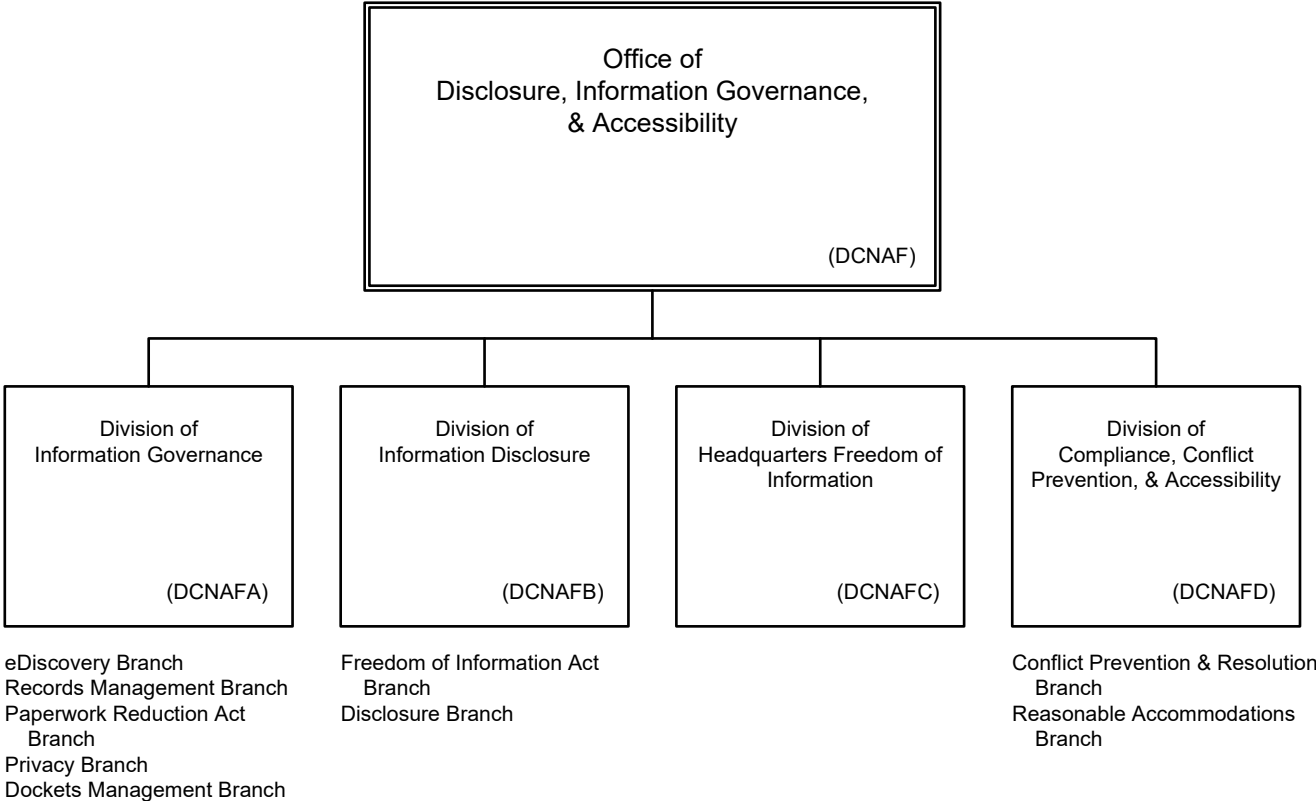 Office of
Disclosure, Information Governance,
& Accessibility
(DCNAF)
Division of
Information Governance
(DCNAFA)
Division of
Information Disclosure
(DCNAFB)
Division of
Headquarters Freedom of
Information
(DCNAFC)
Division of
Compliance, Conflict
Prevention, & Accessibility
(DCNAFD)
eDiscovery Branch
Records Management Branch
Paperwork Reduction Act
Branch
Privacy Branch
Dockets Management Branch
Freedom of Information Act
Branch
Disclosure Branch
Conflict Prevention & Resolution
Branch
Reasonable Accommodations
Branch